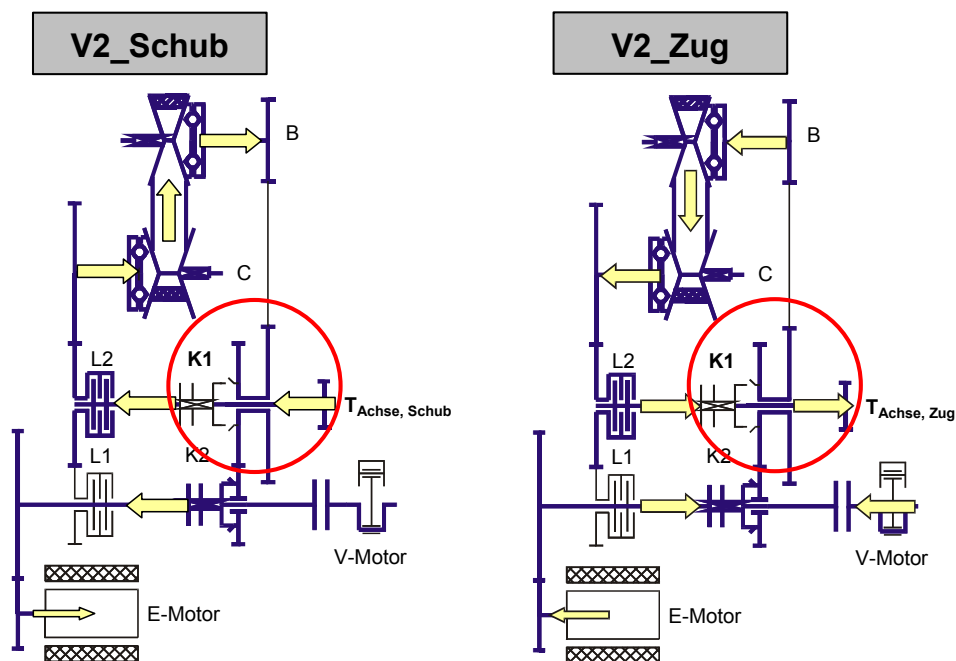 V2_Schub
B
C
L2
K1
T Achse, Schub
L1
K2
V-Motor
E-Motor
V2_Zug
B
C
L2
K1
T Achse, Zug
L1
K2
V-Motor
E-Motor